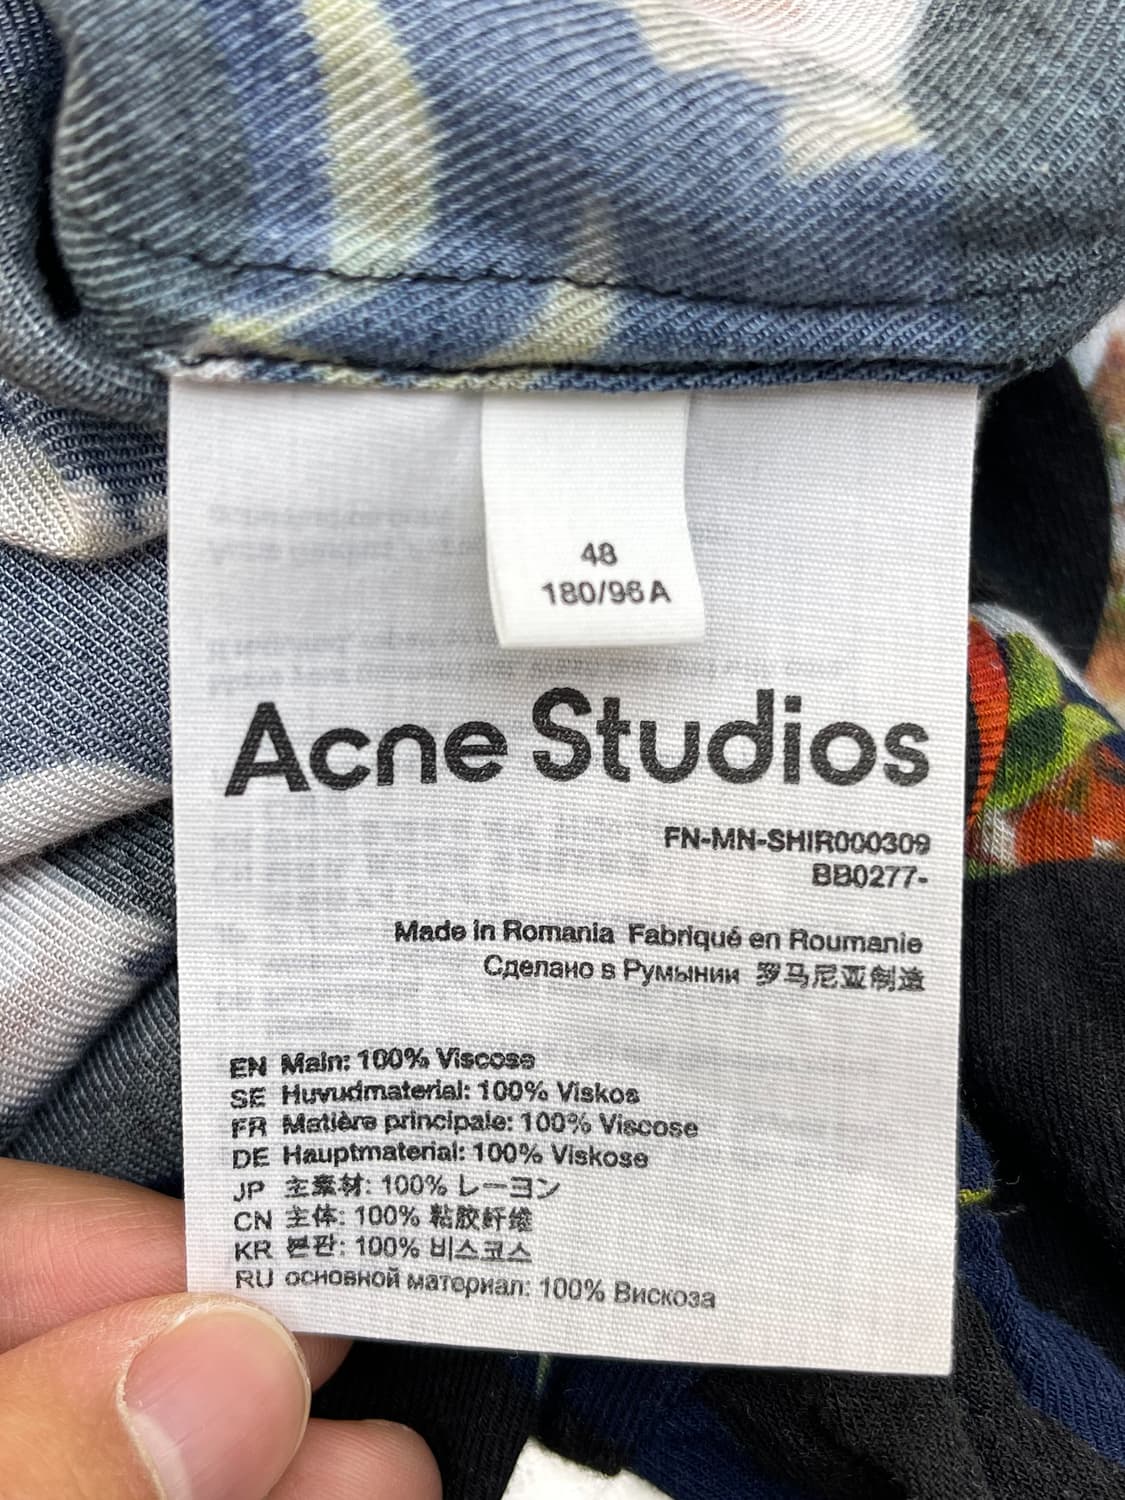 48
180/96A
Acne Studios
FN-MN-SHIR000309
BB0277-
Made in Romania Fabriqué en Roumanie
Сделано в Румынии 罗马尼亚制造
EN Main: 100% Viscose
SE Huvudmaterial: 100% Viskos
FR Matière principale: 100% Viscose
DE Hauptmaterial: 100% Viskose
JP 主素材: 100% レーヨン
CN 主体: 100% 粘胶纤维
KR 본판: 100% 비스코스
RU основной материал: 100% Вискоза